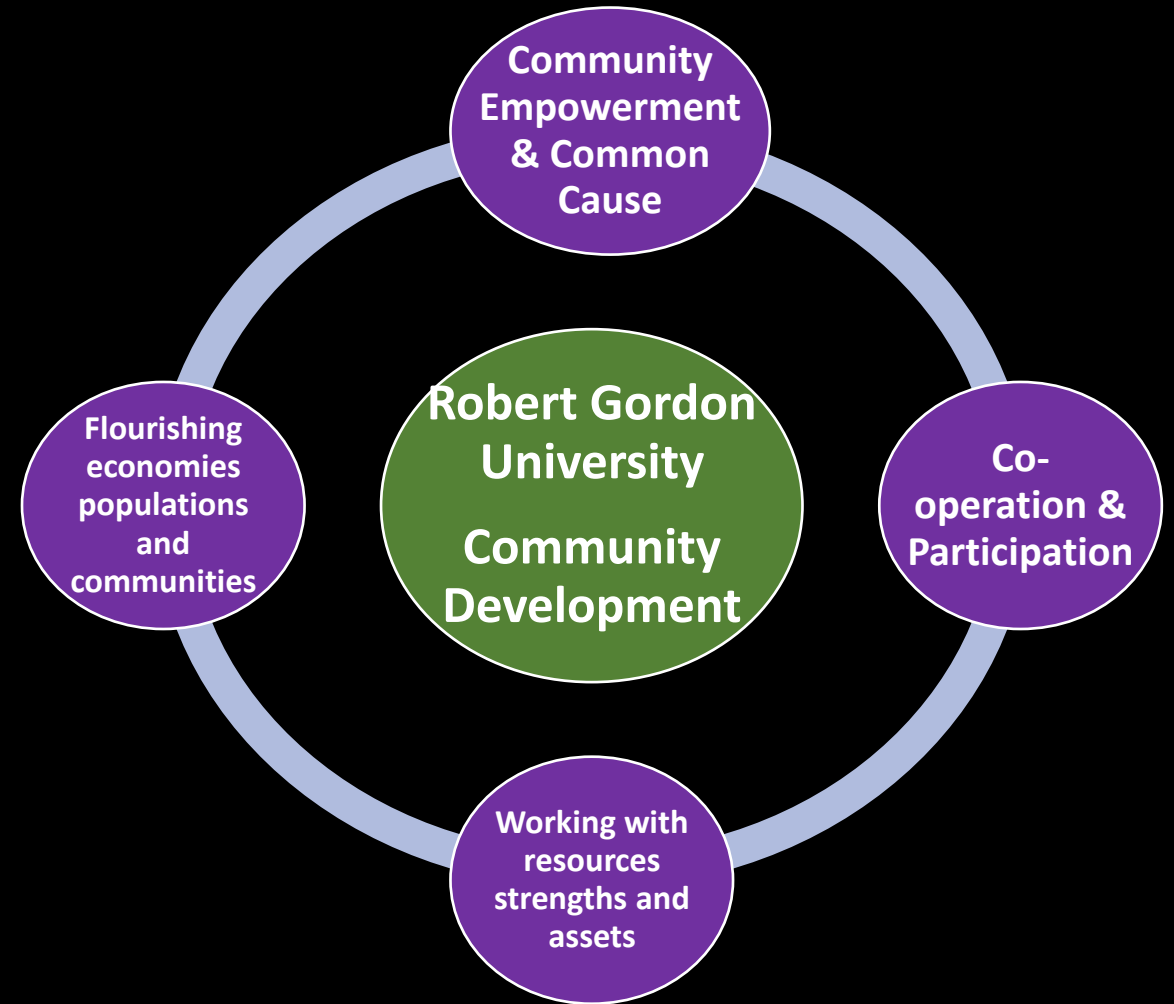 Community
Empowerment
& Common
Cause
Robert Gordon
University
Community
Development
Flourishing
economies
populations
and
communities
Co-
operation &
Participation
Working with
resources
strengths and
assets